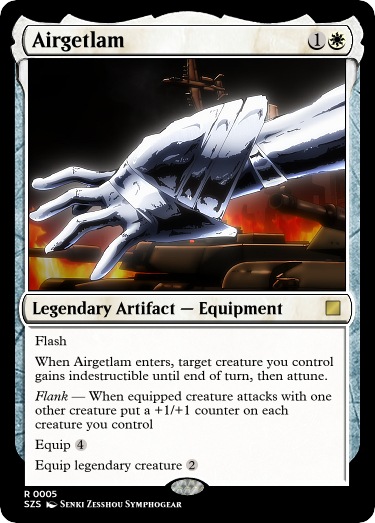 Airgetlam 1
Legendary Artifact — Equipment
Flash
When Airgetlam enters, target creature you control
gains indestructible until end of turn, then attune.
Flank — When equipped creature attacks with one
other creature put a +1/+1 counter on each
creature you control
Equip 4
Equip legendary creature 2
R 0005
SZS Senki Zesshou Symphogear